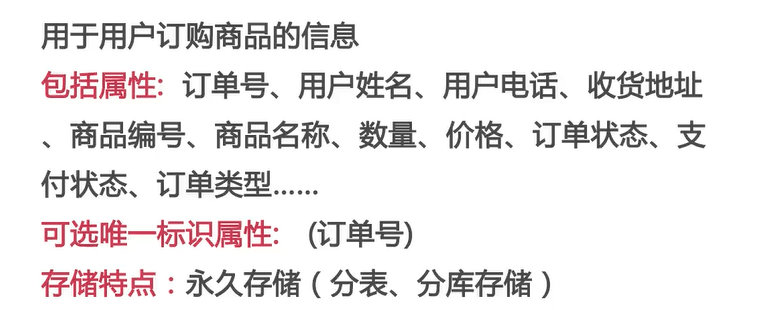 用于用户订购商品的信息
包括属性: 订单号、用户姓名、用户电话、收货地址
、商品编号、商品名称、数量、价格、订单状态、支
付状态、订单类型......
可选唯一标识属性: (订单号)
存储特点：永久存储（分表、分库存储）